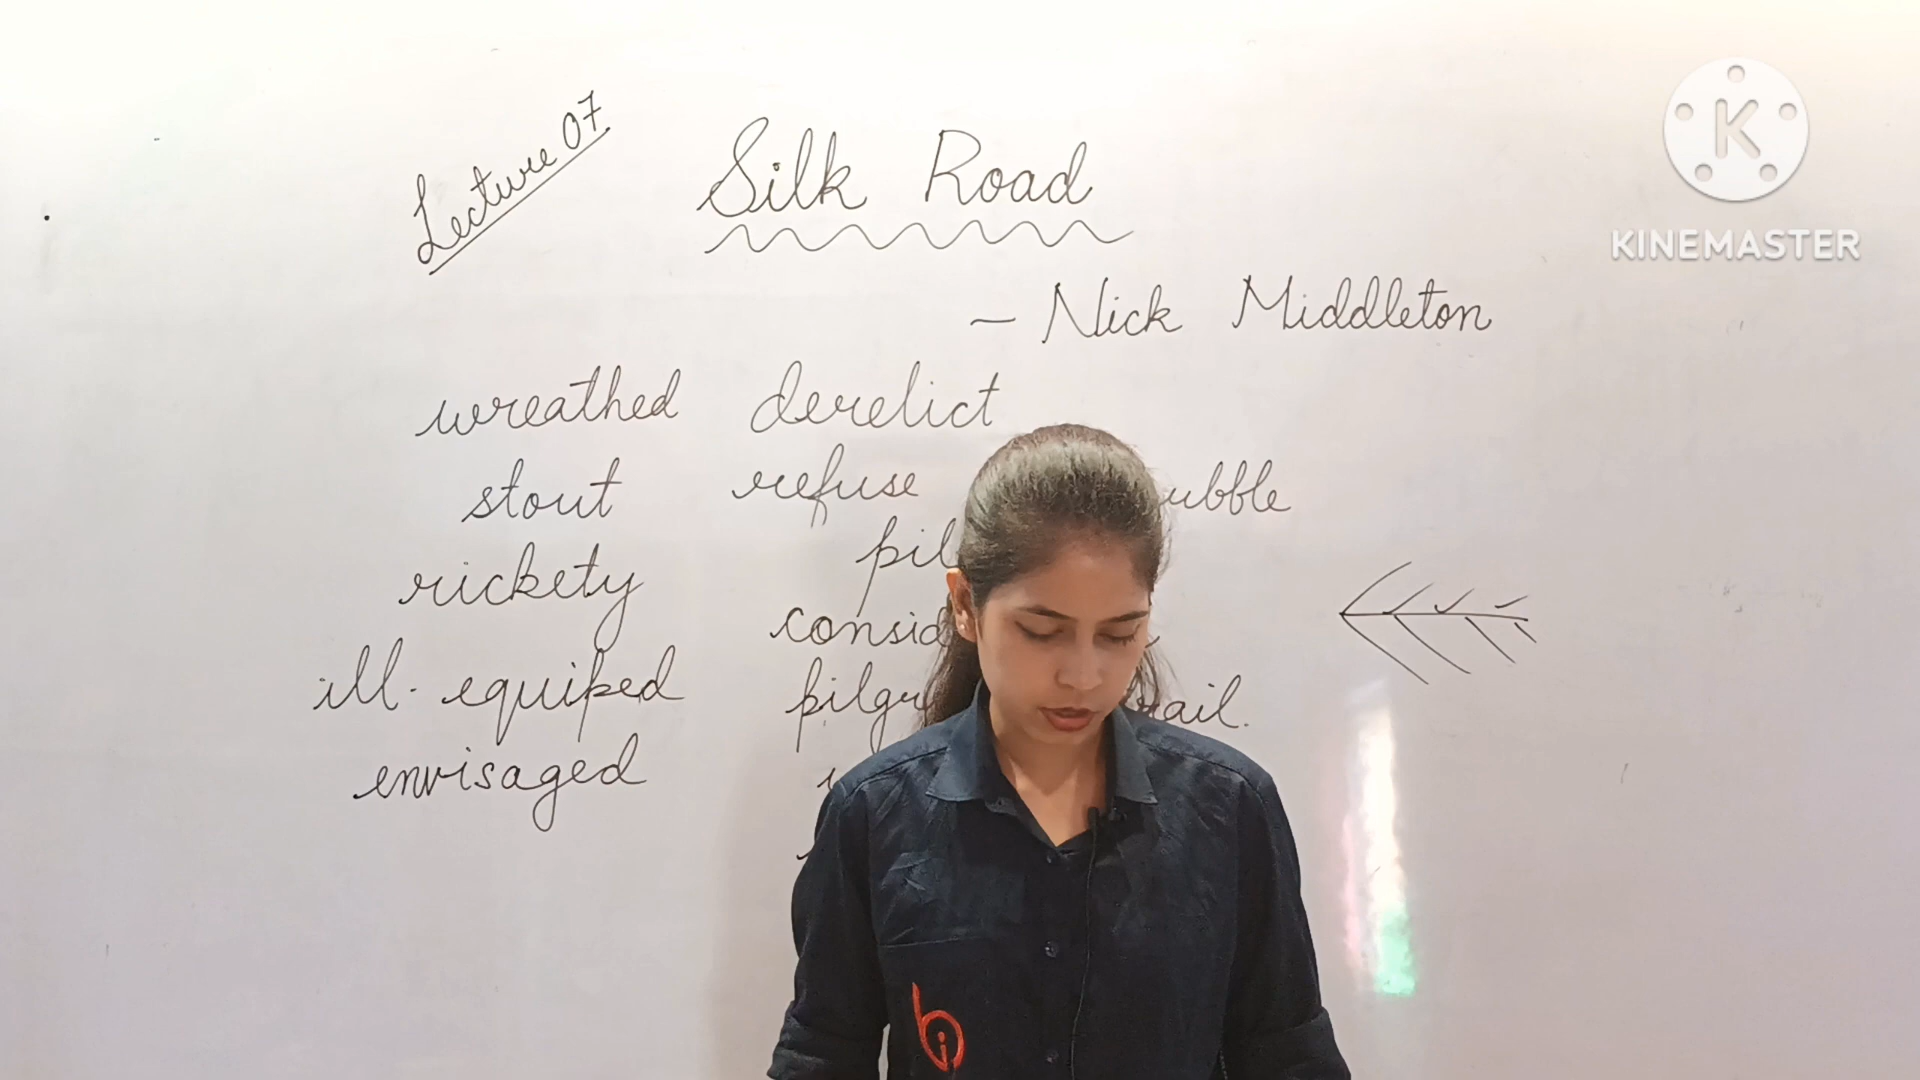 Lecture 07
Silk Road
- Nick Middleton
wreathed derelict
stout refuse
rickety
ill-equiped
envisaged
KINEMASTER